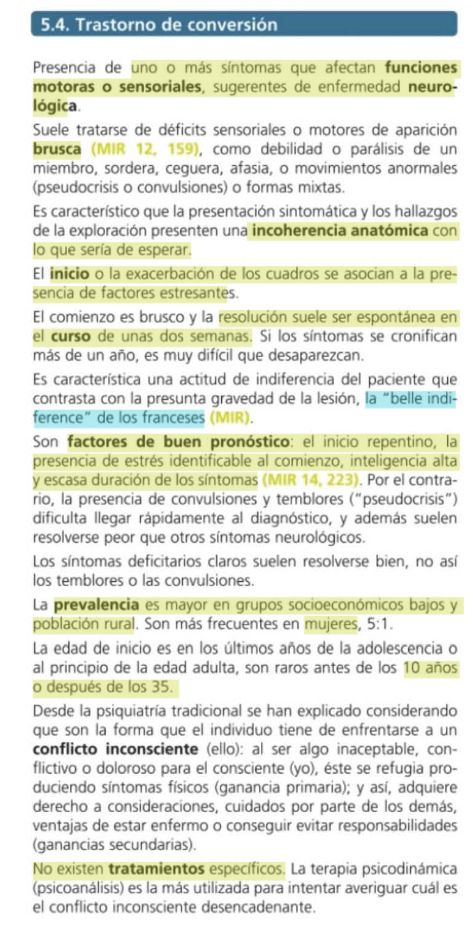 5.4. Trastorno de conversión
Presencia de uno o más síntomas que afectan funciones
motoras o sensoriales, sugerentes de enfermedad neuro-
lógica.
Suele tratarse de déficits sensoriales o motores de aparición
brusca (MIR 12, 159), como debilidad o parálisis de un
miembro, sordera, ceguera, afasia, o movimientos anormales
(pseudocrisis o convulsiones) o formas mixtas.
Es característico que la presentación sintomática y los hallazgos
de la exploración presenten una incoherencia anatómica con
lo que sería de esperar.
El inicio o la exacerbación de los cuadros se asocian a la pre-
sencia de factores estresantes.
El comienzo es brusco y la resolución suele ser espontánea en
el curso de unas dos semanas. Si los síntomas se cronifican
más de un año, es muy difícil que desaparezcan.
Es característica una actitud de indiferencia del paciente que
contrasta con la presunta gravedad de la lesión, la “belle indi-
ference” de los franceses (MIR).
Son factores de buen pronóstico: el inicio repentino, la
presencia de estrés identificable al comienzo, inteligencia alta
y escasa duración de los síntomas (MIR 14, 223). Por el contra-
rio, la presencia de convulsiones y temblores (“pseudocrisis”)
dificulta llegar rápidamente al diagnóstico, y además suelen
resolverse peor que otros síntomas neurológicos.
Los síntomas deficitarios claros suelen resolverse bien, no así
los temblores o las convulsiones.
La prevalencia es mayor en grupos socioeconómicos bajos y
población rural. Son más frecuentes en mujeres, 5:1.
La edad de inicio es en los últimos años de la adolescencia o
al principio de la edad adulta, son raros antes de los 10 años
o después de los 35.
Desde la psiquiatría tradicional se han explicado considerando
que son la forma que el individuo tiene de enfrentarse a un
conflicto inconsciente (ello): al ser algo inaceptable, con-
flictivo o doloroso para el consciente (yo), éste se refugia pro-
duciendo síntomas físicos (ganancia primaria); y así, adquiere
derecho a consideraciones, cuidados por parte de los demás,
ventajas de estar enfermo o conseguir evitar responsabilidades
(ganancias secundarias).
No existen tratamientos específicos. La terapia psicodinámica
(psicoanálisis) es la más utilizada para intentar averiguar cuál es
el conflicto inconsciente desencadenante.